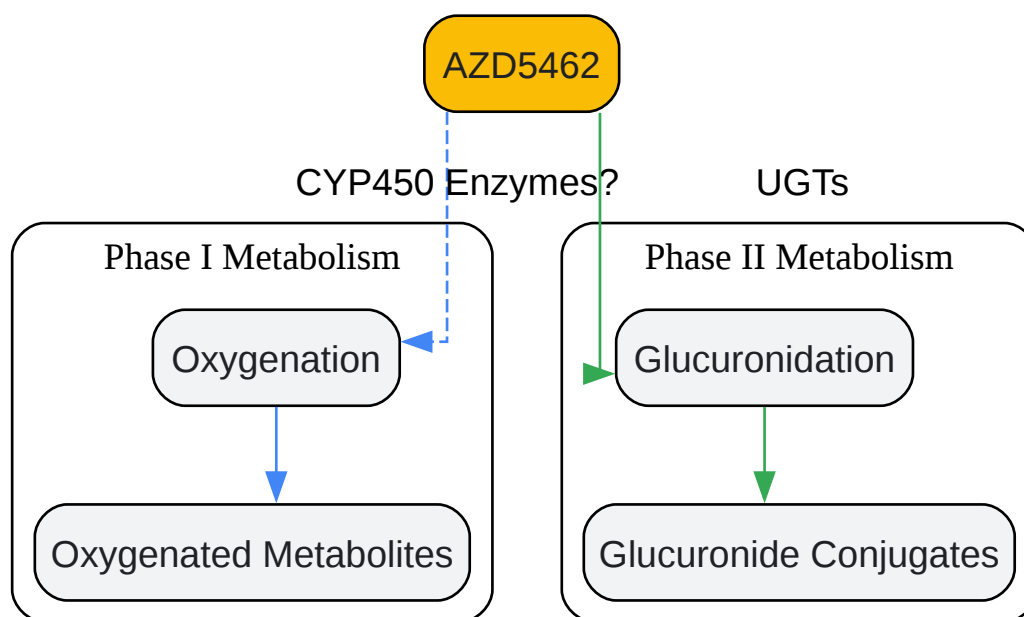 AZD5462
CYP450 Enzymes?
UGTs
Phase I Metabolism
Oxygenation
Oxygenated Metabolites
Phase II Metabolism
Glucuronidation
Glucuronide Conjugates